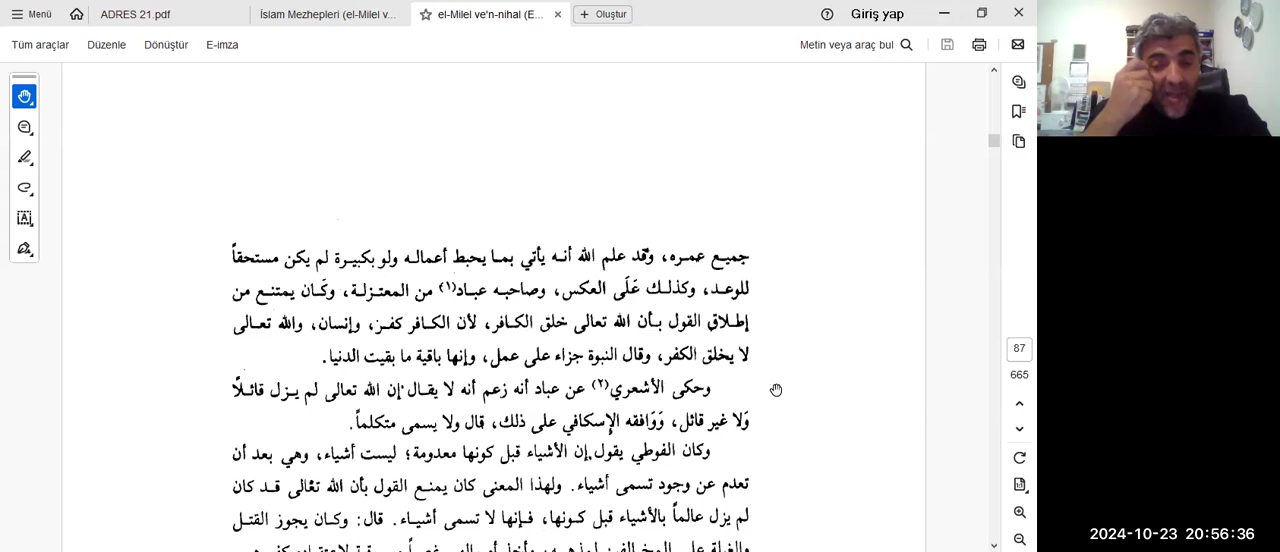 Menü
ADRES 21.pdf
İslam Mezhepleri (el-Milel v...
el-Milel ve'n-nihal (E...
Oluştur
Giriş yap
Tüm araçlar
Düzenle
Dönüştür
E-imza
Metin veya araç bul
جميع عمره، وقد علم الله أنه يأتي بما يحبط أعماله ولو بكبيرة لم يكن مستحقاً
للوعد، وكذلك عَلَى العكس، وصاحبه عباد(١) من المعتزلة، وكَان يمتنع من
إطلاق القول بأن الله تعالى خلق الكافر، لأن الكافر كفر، وإنسان، والله تعالى
لا يخلق الكفر، وقال النبوة جزاء على عمل، وإنها باقية ما بقيت الدنيا.
وحكى الأشعري(٢) عن عباد أنه زعم أنه لا يقال إن الله تعالى لم يزل قائلًا
وَلا غير قائل، وَوَافقه الإسكافي على ذلك، قال ولا يسمى متكلماً.
وكان الفوطي يقول إن الأشياء قبل كونها معدومة؛ ليست أشياء، وهي بعد أن
تعدم عن وجود تسمى أشياء. ولهذا المعنى كان يمنع القول بأن الله تعالى قد كان
لم يزل عالماً بالأشياء قبل كونها، فإنها لا تسمى أشياء. قال: وكان يجوز القتل
87
665
2024-10-23 20:56:36